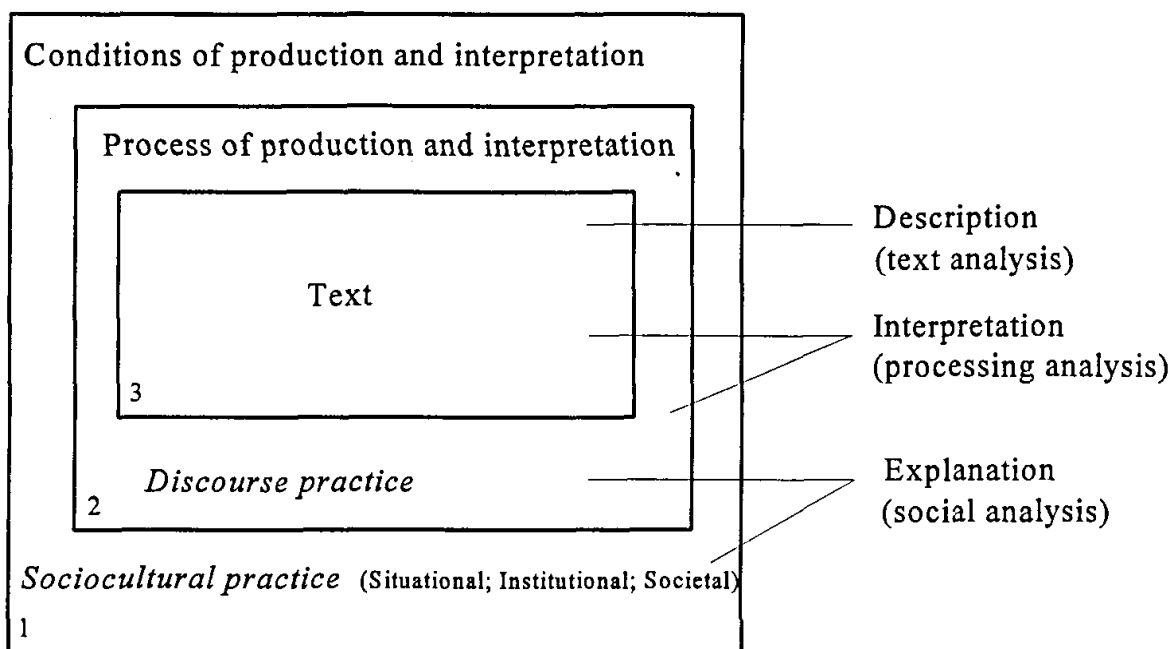 Conditions of production and interpretation
Process of production and interpretation
Text
3
Discourse practice
2
Sociocultural practice (Situational; Institutional; Societal)
1
Description
(text analysis)
Interpretation
(processing analysis)
Explanation
(social analysis)